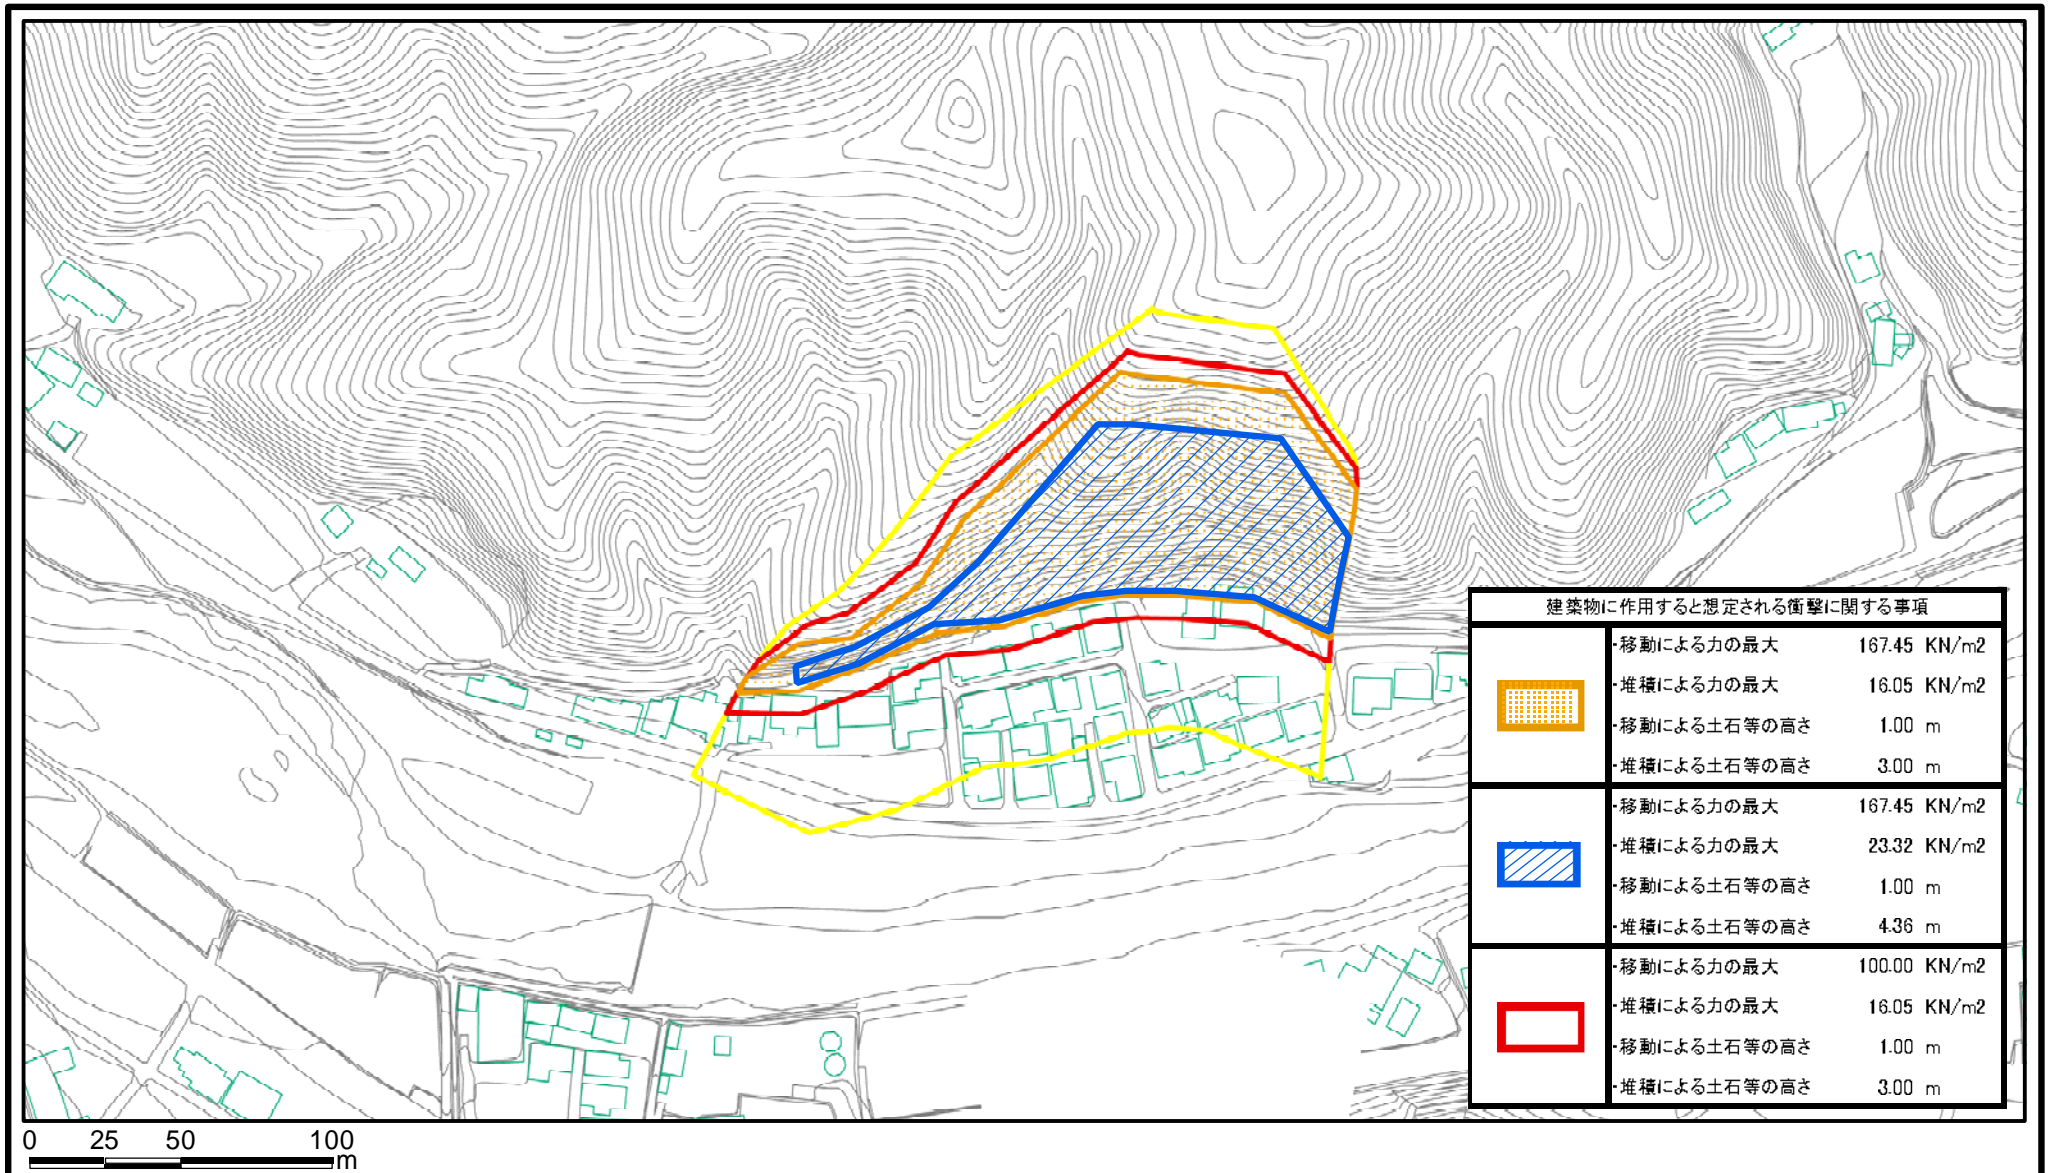 建築物に作用すると想定される衝撃に関する事項
・移動による力の最大 167.45 KN/m2
・堆積による力の最大 16.05 KN/m2
・移動による土石等の高さ 1.00 m
・堆積による土石等の高さ 3.00 m
・移動による力の最大 167.45 KN/m2
・堆積による力の最大 23.32 KN/m2
・移動による土石等の高さ 1.00 m
・堆積による土石等の高さ 4.36 m
・移動による力の最大 100.00 KN/m2
・堆積による力の最大 16.05 KN/m2
・移動による土石等の高さ 1.00 m
・堆積による土石等の高さ 3.00 m
0 25 50 100
m